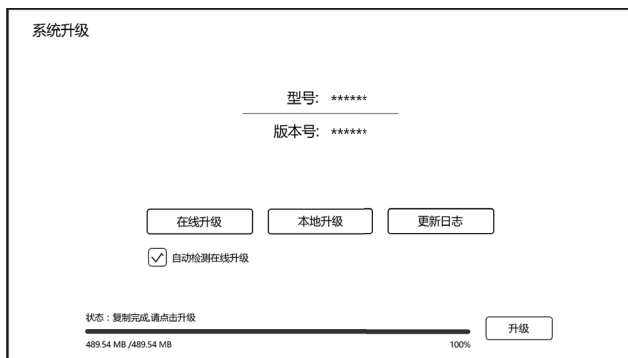 系统升级
型号: ******
版本号: ******
在线升级 本地升级 更新日志
自动检测在线升级
状态：复制完成,请点击升级
升级
489.54 MB /489.54 MB 100%